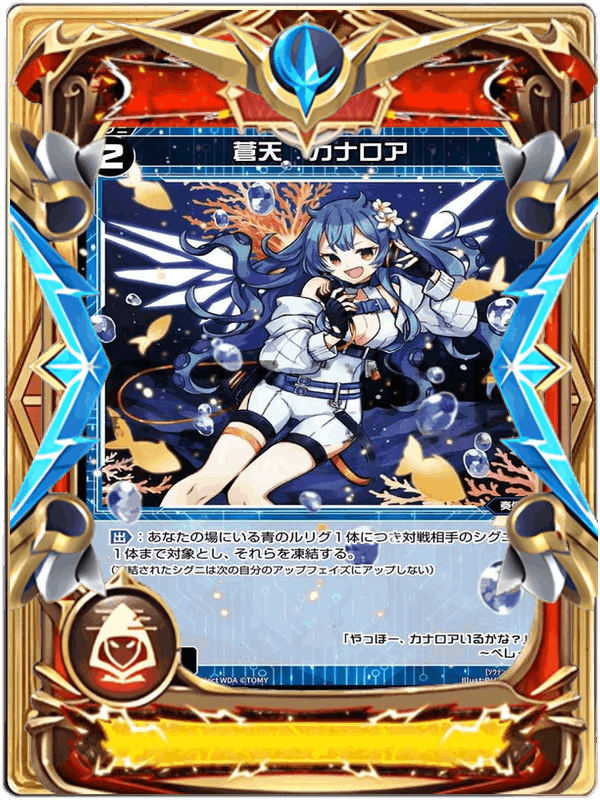 2
蒼天 カナロア
出：あなたの場にいる青のルリグ１体につき対戦相手のシグニ
１体まで対象とし、それらを凍結する。
結されたシグニは次の自分のアップフェイズにアップしない）
「やっほー、カナロアいるかな？」
～べし
WDA ©TOMY
Illust